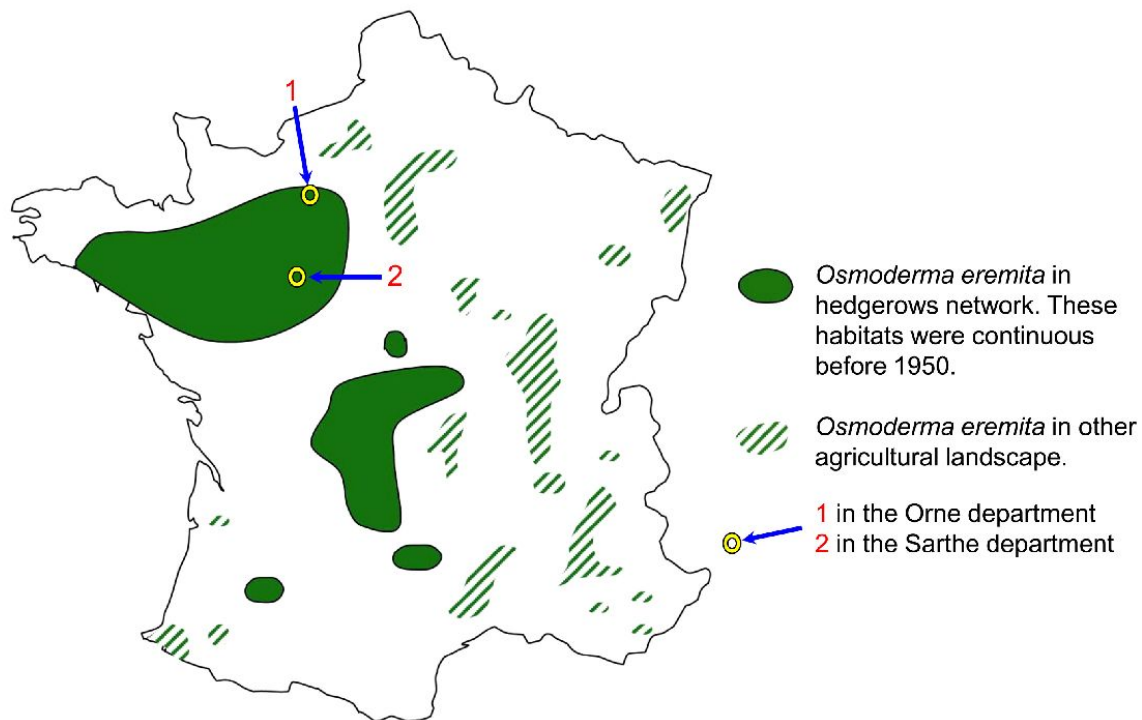 1
2
Osmoderma eremita in
hedgerows network. These
habitats were continuous
before 1950.
Osmoderma eremita in other
agricultural landscape.
1 in the Orne department
2 in the Sarthe department